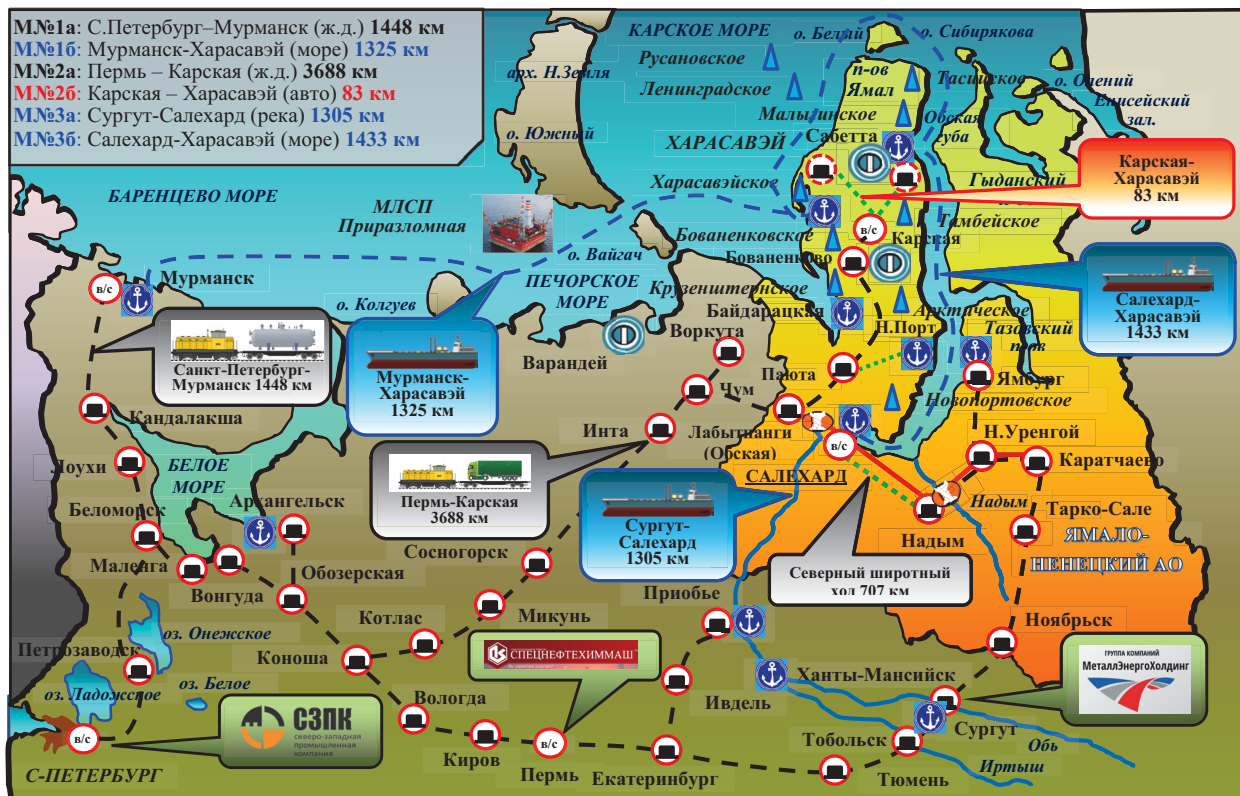 М№1а: С.Петербург–Мурманск (ж.д.) 1448 км
М№1б: Мурманск-Харасавэй (море) 1325 км
М№2а: Пермь – Карская (ж.д.) 3688 км
М№2б: Карская – Харасавэй (авто) 83 км
М№3а: Сургут-Салехард (река) 1305 км
М№3б: Салехард-Харасавэй (море) 1433 км
КАРСКОЕ МОРЕ
о. Белый
о. Сибирякова
Русановское
п-ов
Ямал
Тасийское
о. Олений
арх. Н.Земля
Ленинградское
Енисейский
зал.
Малыгинское
Обская
губа
о. Южный
Сабетта
ХАРАСАВЭЙ
Карская-
Харасавэй
83 км
Харасавэйское
Гыданский
БАРЕНЦЕВО МОРЕ
МЛСП
Приразломная
Тамбейское
Бованенковское
в/с
Карская
Бованенково
о. Вайгач
Мурманск
в/с
ПЕЧОРСКОЕ
МОРЕ
Крузенштернское
Салехард-
Харасавэй
1433 км
о. Колгуев
Байдарацкая
Арктическое
Н.Порт
Тазовский
п-ов
Воркута
Варандей
Санкт-Петербург-
Мурманск 1448 км
Мурманск-
Харасавэй
1325 км
Паюта
Ямбург
Чум
Новопортовское
Кандалакша
Инта
Лабытнанги
(Обская)
в/с
Н.Уренгой
Каратчаево
Лоухи
БЕЛОЕ
МОРЕ
САЛЕХАРД
Пермь-Карская
3688 км
Архангельск
Надым
Беломорск
Сургут-
Салехард
1305 км
Тарко-Сале
Надым
ЯМАЛО-
НЕНЕЦКИЙ АО
Сосногорск
Маленга
Обозерская
Северный широтный
ход 707 км
Вонгуда
Приобье
Микунь
Котлас
Ноябрьск
оз. Онежское
Петрозаводск
Коноша
СПЕЦНЕФТЕХИММАШ
ГРУППА КОМПАНИЙ
МеталлЭнергоХолдинг
Ханты-Мансийск
оз. Ладожское
оз. Белое
Ивдель
Вологда
СЗПК
северо-западная
промышленная
компания
Сургут
в/с
Киров
в/с
Тобольск
Обь
Пермь
Екатеринбург
Иртыш
С-ПЕТЕРБУРГ
Тюмень